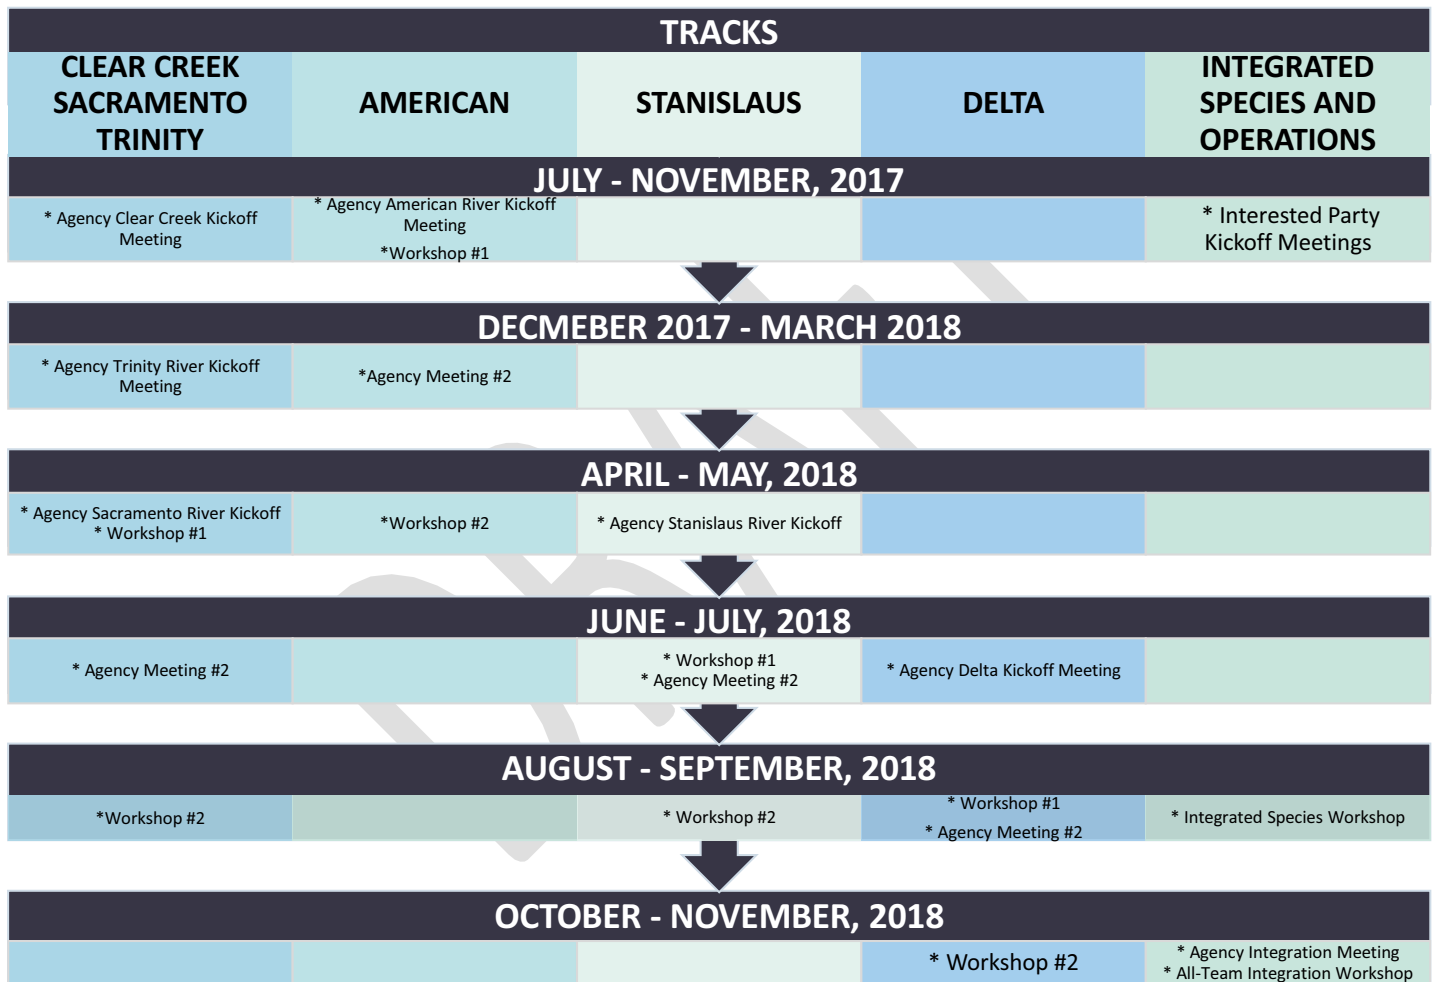 TRACKS
CLEAR CREEK
SACRAMENTO
TRINITY
AMERICAN
STANISLAUS
DELTA
INTEGRATED
SPECIES AND
OPERATIONS
JULY - NOVEMBER, 2017
* Agency Clear Creek Kickoff
Meeting
* Agency American River Kickoff
Meeting
*Workshop #1
* Interested Party
Kickoff Meetings
DECMEBER 2017 - MARCH 2018
* Agency Trinity River Kickoff
Meeting
*Agency Meeting #2
APRIL - MAY, 2018
* Agency Sacramento River Kickoff
* Workshop #1
*Workshop #2
* Agency Stanislaus River Kickoff
JUNE - JULY, 2018
* Agency Meeting #2
* Workshop #1
* Agency Meeting #2
* Agency Delta Kickoff Meeting
AUGUST - SEPTEMBER, 2018
*Workshop #2
* Workshop #2
* Workshop #1
* Agency Meeting #2
* Integrated Species Workshop
OCTOBER - NOVEMBER, 2018
* Workshop #2
* Agency Integration Meeting
* All-Team Integration Workshop